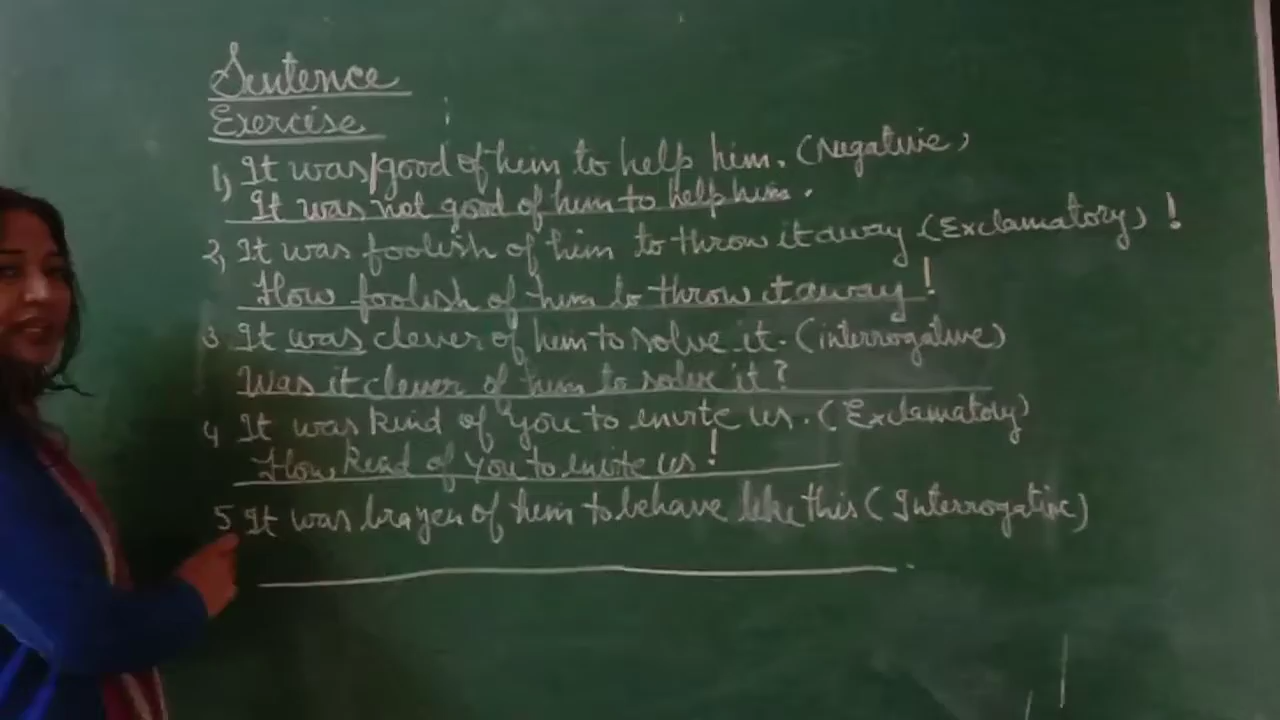 Sentence
Exercise
1) It was/good of him to help him. (Negative)
It was not good of him to help him.
2) It was foolish of him to throw it away (Exclamatory) !
How foolish of him to throw it away!
3 It was clever of him to solve it. (interrogative)
Was it clever of him to solve it?
4 It was kind of you to invite us. (Exclamatory)
How kind of you to invite us!
5 It was brazen of them to behave like this (Interrogative)